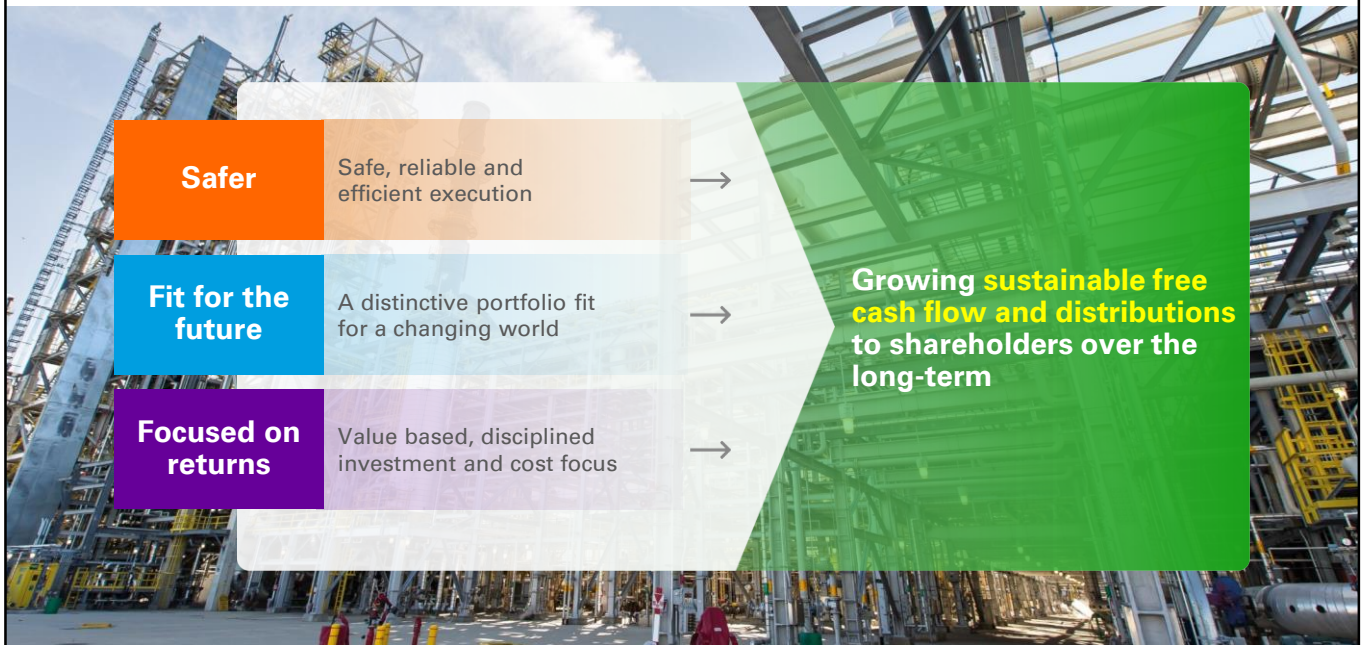 Safer
Safe, reliable and
efficient execution
Fit for the
future
A distinctive portfolio fit
for a changing world
Focused on
returns
Value based, disciplined
investment and cost focus
Growing sustainable free
cash flow and distributions
to shareholders over the
long-term